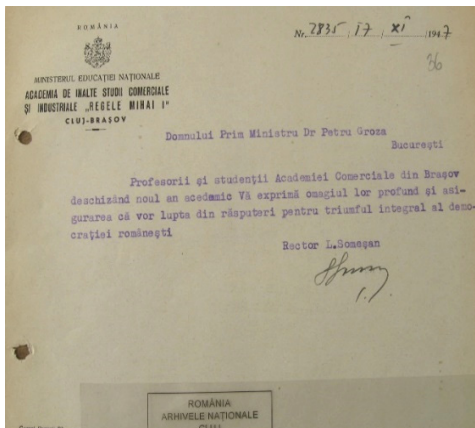 ROMÂNIA
Nr. 2835 / 17 / XI / 1947
36
MINISTERUL EDUCAȚIEI NAȚIONALE
ACADEMIA DE INALTE STUDII COMERCIALE
ȘI INDUSTRIALE „REGELE MIHAI I"
CLUJ-BRAȘOV
Domnului Prim Ministru Dr Petru Groza
București
Profesorii și studenții Academiei Comerciale din Brașov
deschizând noul an academic Vă exprimă omagiul lor profund și asi-
gurarea că vor lupta din răsputeri pentru triumful integral al demo-
crației românești
Rector L.Someșan
ROMÂNIA
ARHIVELE NAȚIONALE
CLUJ